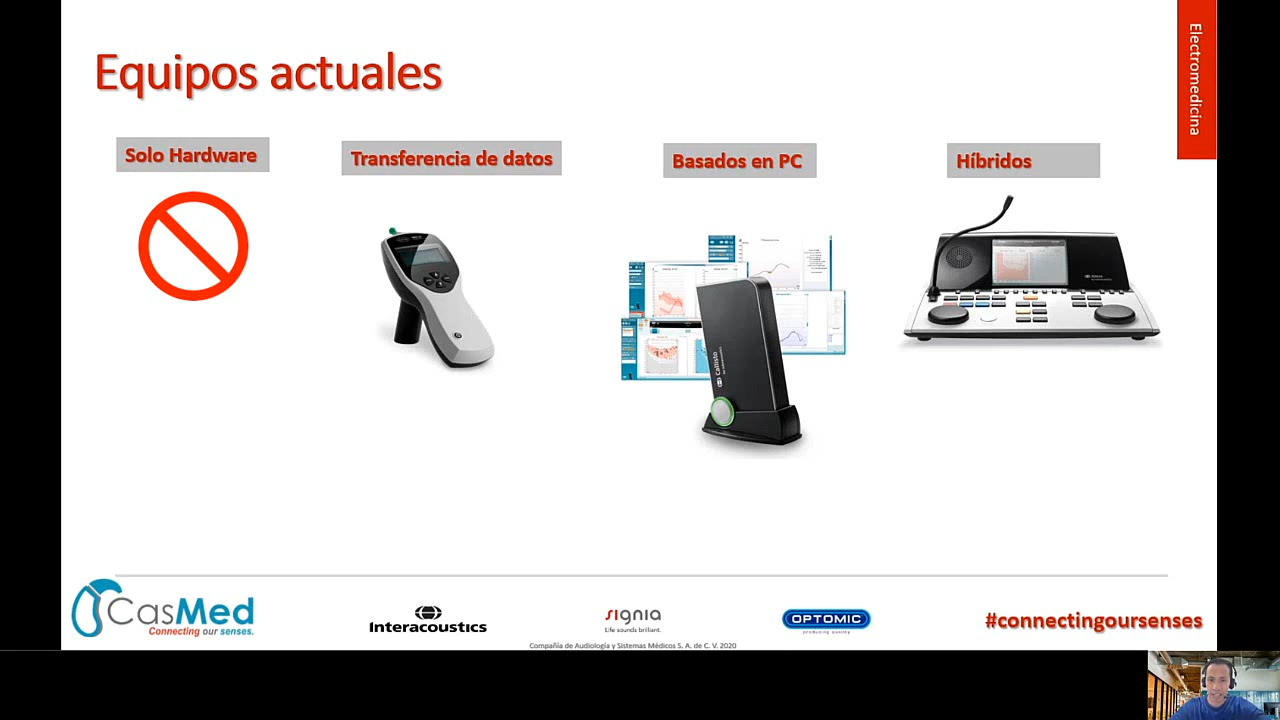 Equipos actuales
Electromedicina
Solo Hardware
Transferencia de datos
Basados en PC
Híbridos
Callisto
CasMed
Connecting our senses.
Interacoustics
signia
Life sounds brilliant.
OPTOMIC
producing quality
#connectingoursenses
Compañía de Audiología y Sistemas Médicos S. A. de C. V. 2020